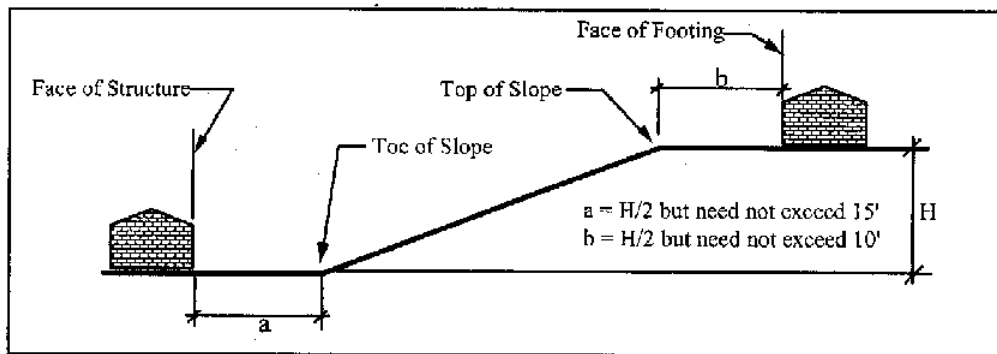 Face of Footing
b
Face of Structure
Top of Slope
Toe of Slope
a = H/2 but need not exceed 15'
H
b = H/2 but need not exceed 10'
a